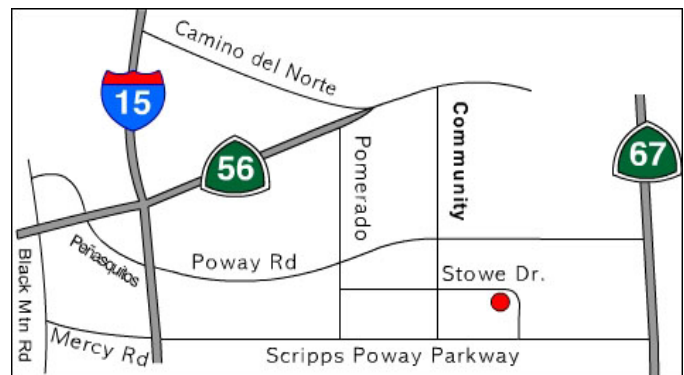 Camino del Norte
15
56
67
Community
Pomerado
Peñasquitos
Poway Rd
Black Mtn Rd
Stowe Dr.
Mercy Rd
Scripps Poway Parkway